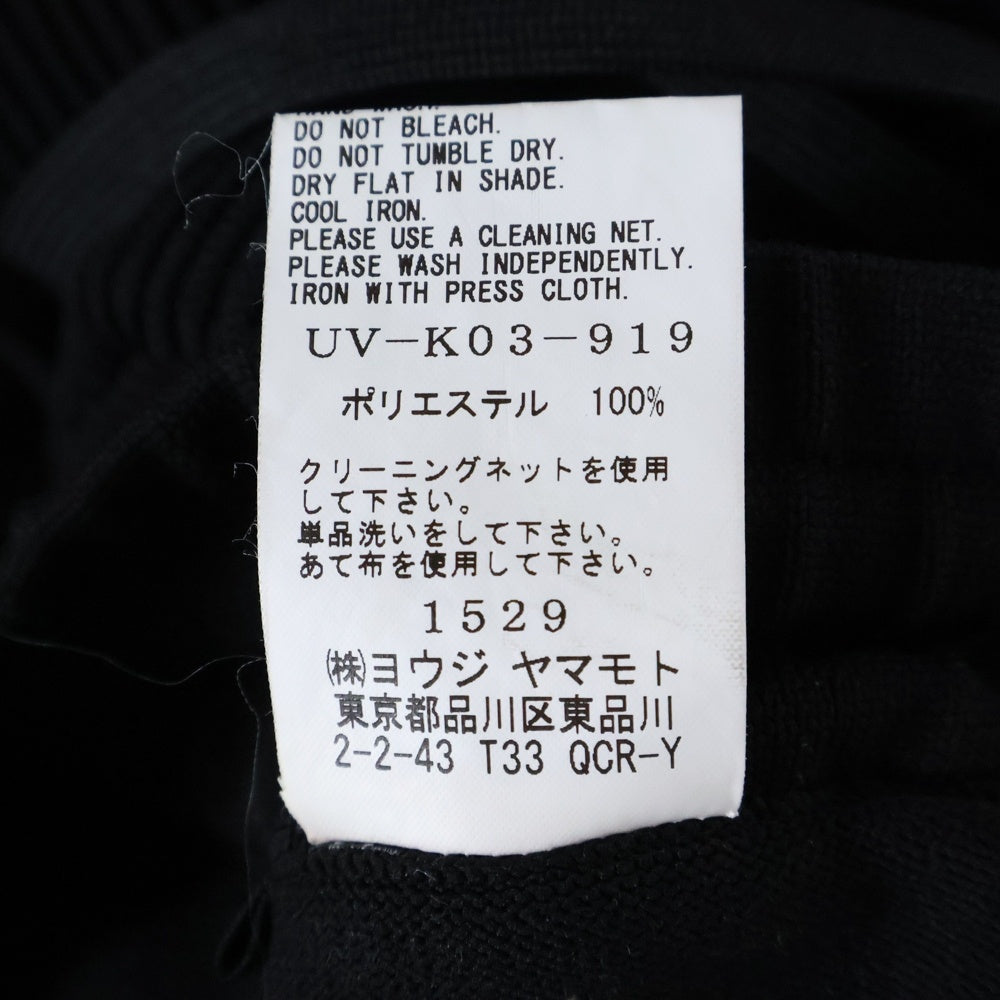 DO NOT BLEACH.
DO NOT TUMBLE DRY.
DRY FLAT IN SHADE.
COOL IRON.
PLEASE USE A CLEANING NET.
PLEASE WASH INDEPENDENTLY.
IRON WITH PRESS CLOTH.
UV-K03-919
ポリエステル 100%
クリーニングネットを使用
して下さい。
単品洗いをして下さい。
あて布を使用して下さい。
1529
㈱ヨウジ ヤマモト
東京都品川区東品川
2-2-43 T33 QCR-Y